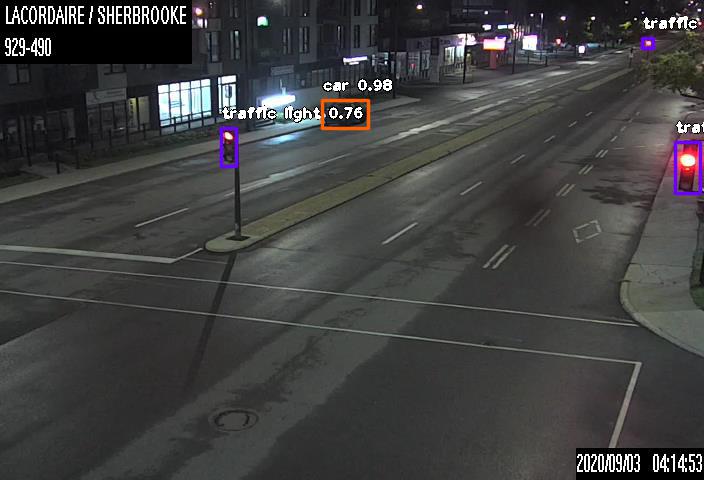 LACORDAIRE / SHERBROOKE
929-490
traffic
car 0.98
traffic light 0.76
traf
2020/09/03 04:14:53